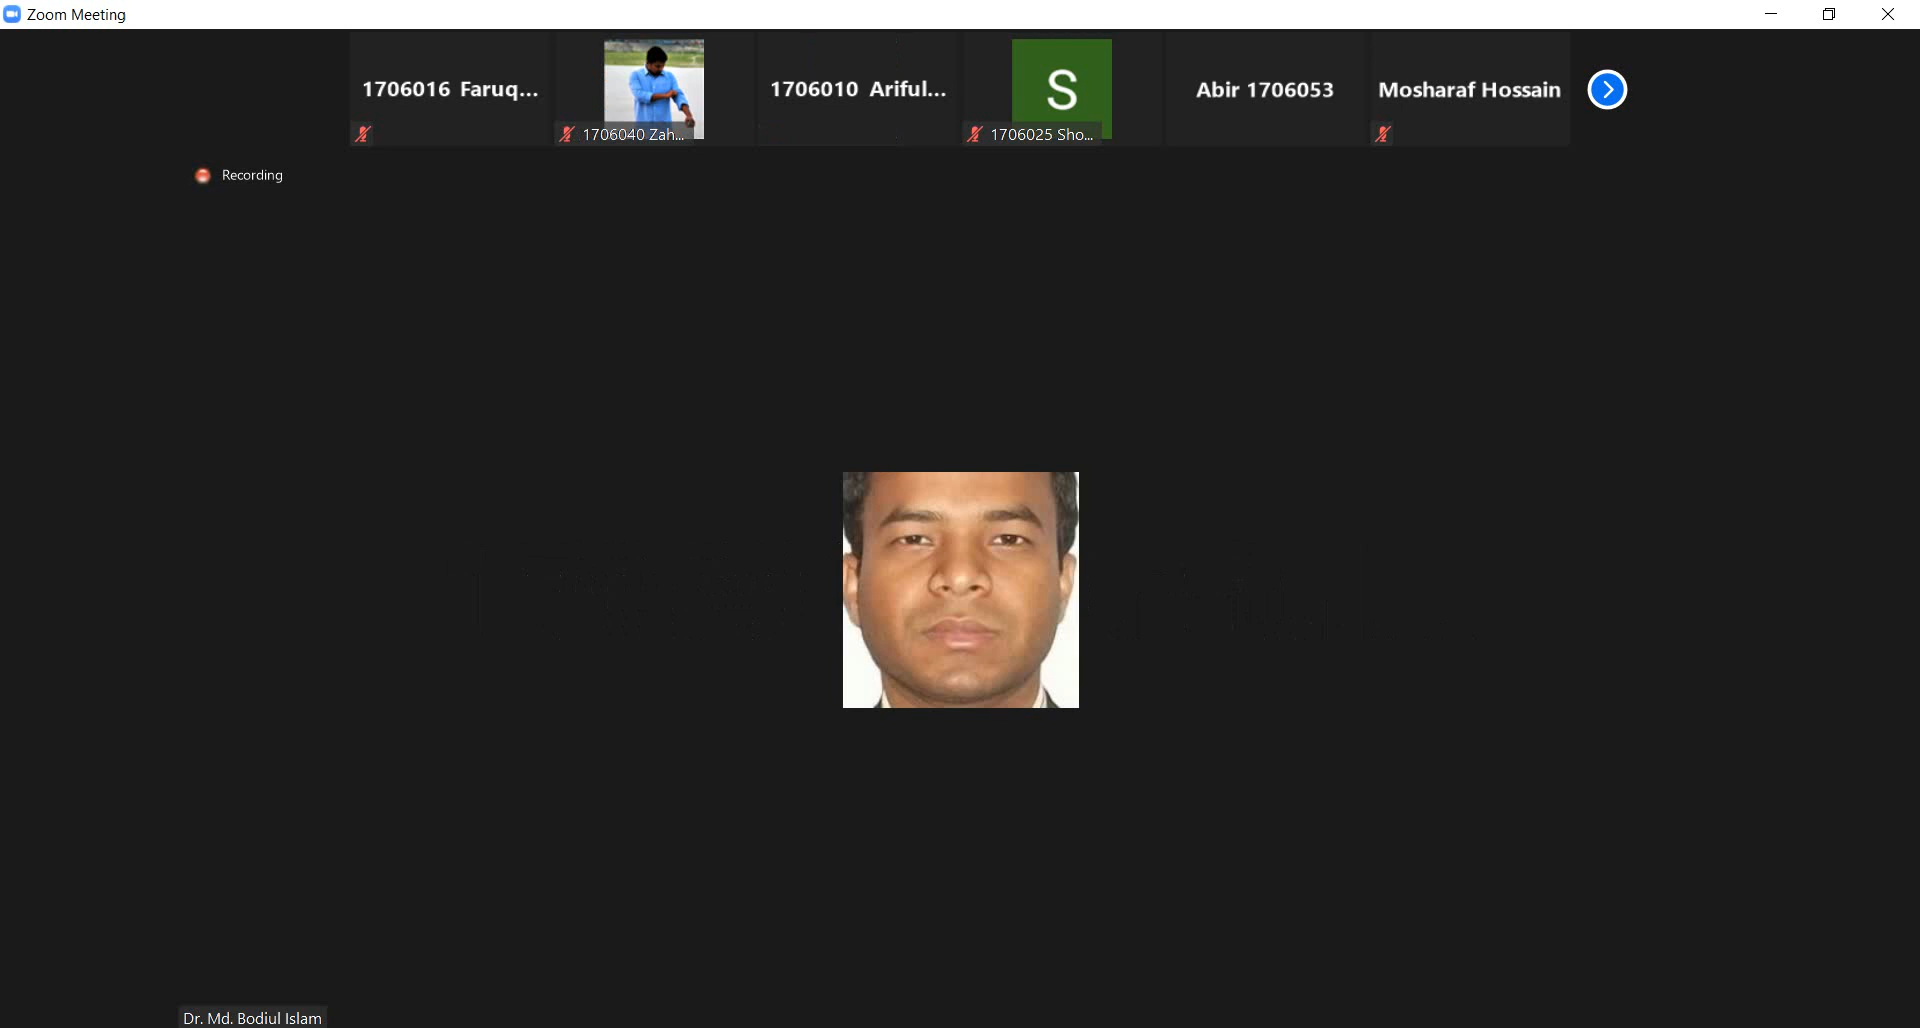 Zoom Meeting
1706016 Faruq...
1706040 Zah...
1706010 Ariful...
S
1706025 Sho...
Abir 1706053
Mosharaf Hossain
Recording
Dr. Md. Bodiul Islam